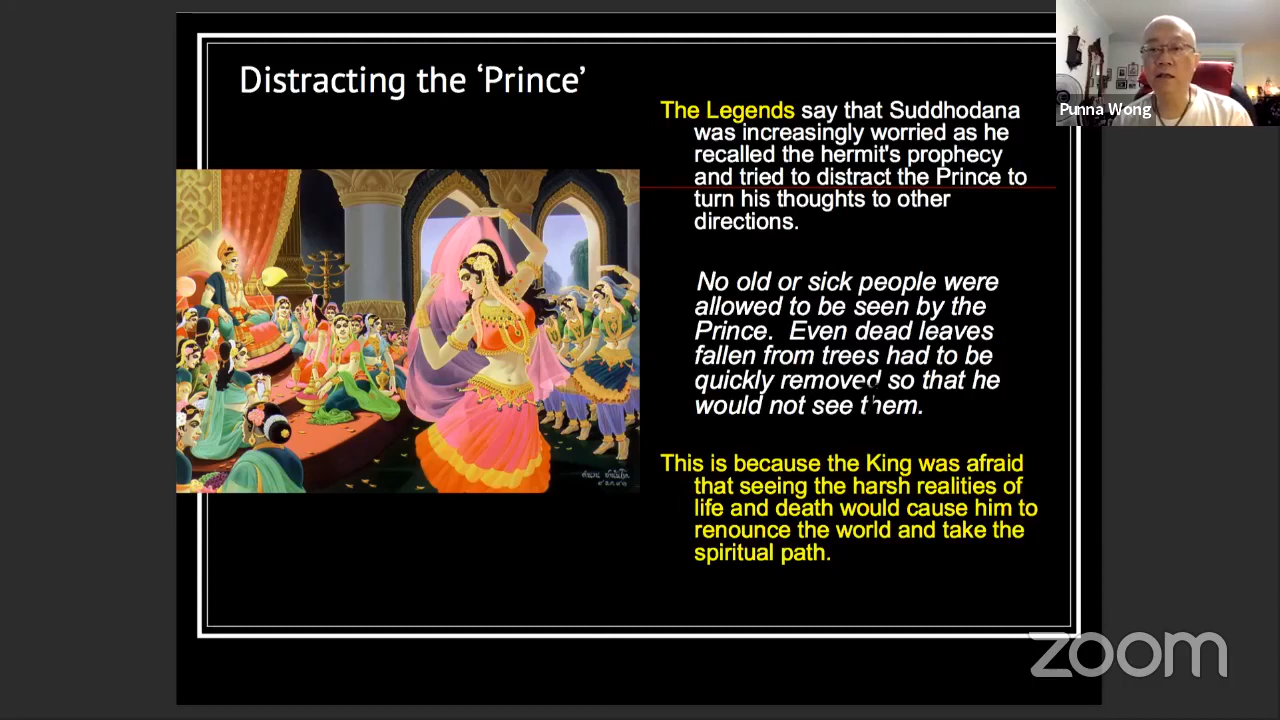 Distracting the ‘Prince’
The Legends say that Suddhodana
was increasingly worried as he
recalled the hermit's prophecy
and tried to distract the Prince to
turn his thoughts to other
directions.
No old or sick people were
allowed to be seen by the
Prince.  Even dead leaves
fallen from trees had to be
quickly removed so that he
would not see them.
This is because the King was afraid
that seeing the harsh realities of
life and death would cause him to
renounce the world and take the
spiritual path.
Punna Wong
zoom